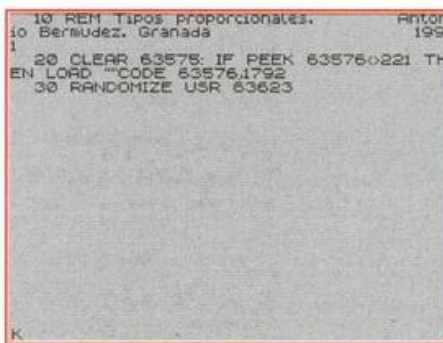 10 REM Tipos proporcionales. Anton
io Bermudez. Granada 199
1
20 CLEAR 63575: IF PEEK 63576<>221 TH
EN LOAD ""CODE 63576,1792
30 RANDOMIZE USR 63623
K